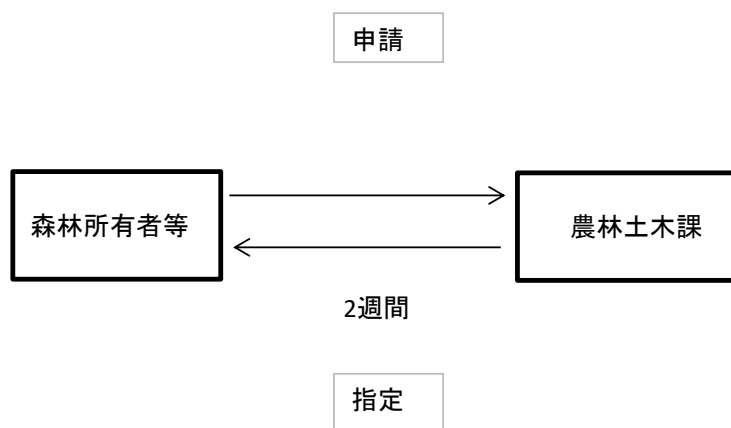 申請
森林所有者等
農林土木課
2週間
指定